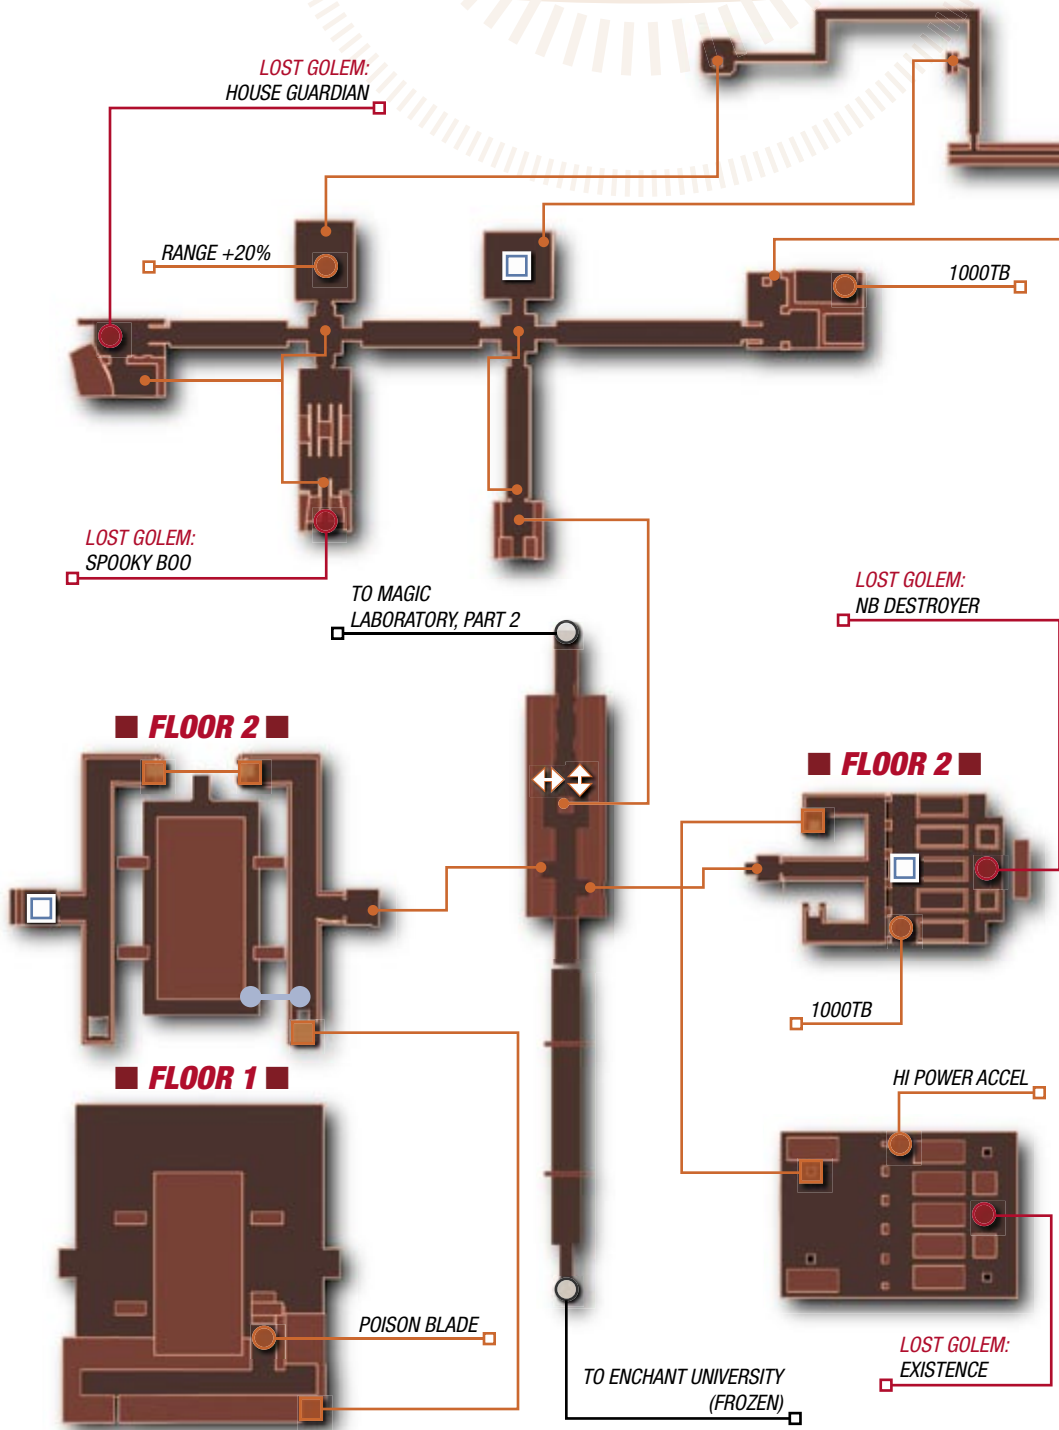 LOST GOLEM:
HOUSE GUARDIAN
RANGE +20%
1000TB
LOST GOLEM:
SPOOKY BOO
TO MAGIC
LABORATORY, PART 2
LOST GOLEM:
NB DESTROYER
FLOOR 2
FLOOR 2
1000TB
FLOOR 1
HI POWER ACCEL
POISON BLADE
LOST GOLEM:
EXISTENCE
TO ENCHANT UNIVERSITY
(FROZEN)